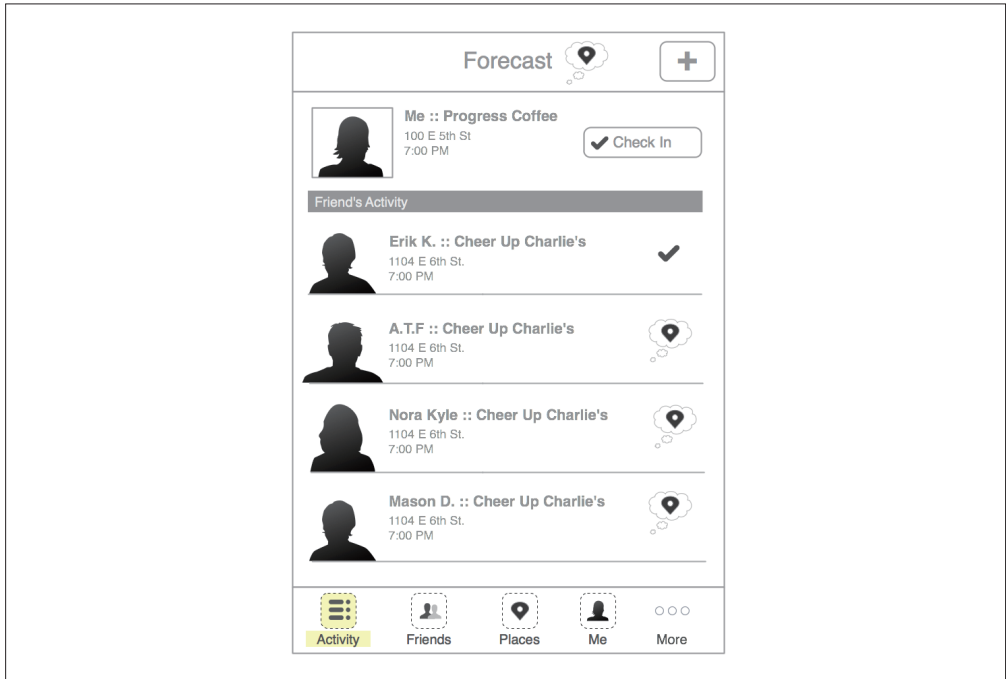 Forecast
Me :: Progress Coffee
100 E 5th St
7:00 PM
Check In
Friend's Activity
Erik K. :: Cheer Up Charlie's
1104 E 6th St.
7:00 PM
A.T.F :: Cheer Up Charlie's
1104 E 6th St.
7:00 PM
Nora Kyle :: Cheer Up Charlie's
1104 E 6th St.
7:00 PM
Mason D. :: Cheer Up Charlie's
1104 E 6th St.
7:00 PM
Activity Friends Places Me More